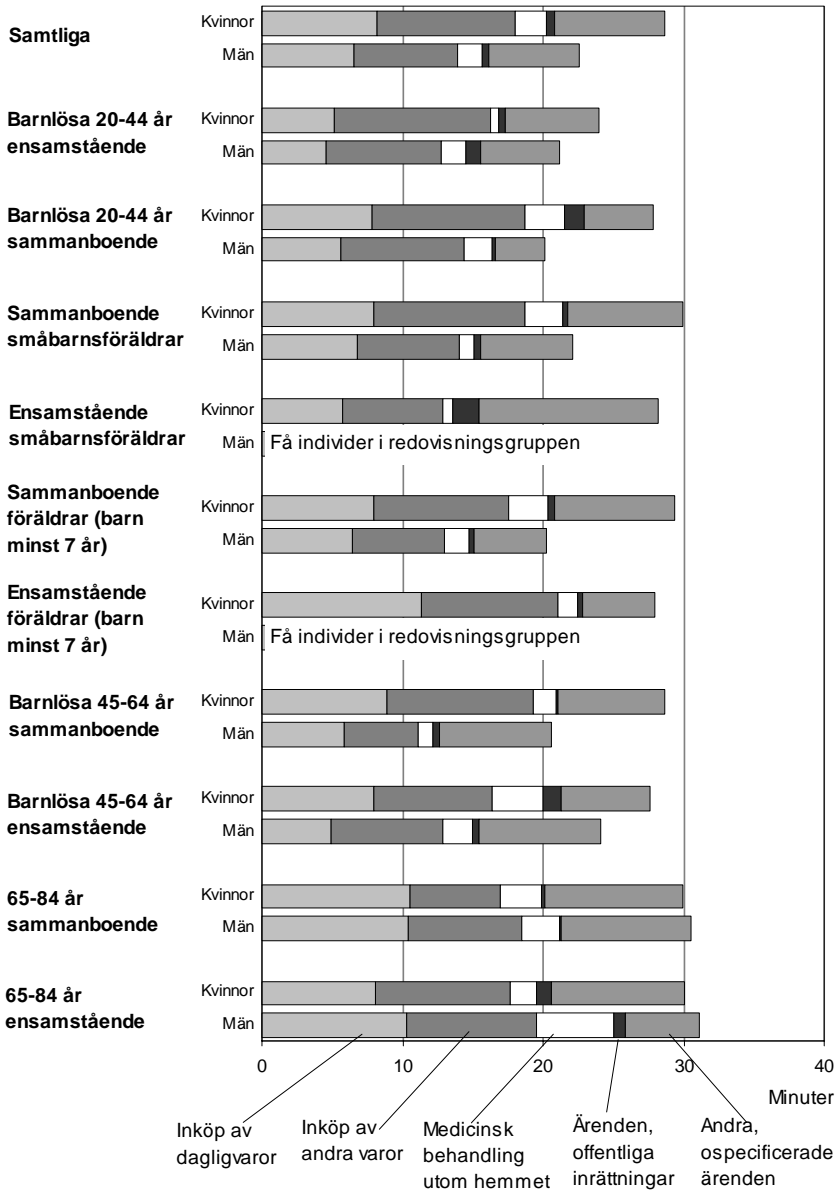 Samtliga
Kvinnor
Män
Barnlösa 20-44 år
ensamstående
Kvinnor
Män
Barnlösa 20-44 år
sammanboende
Kvinnor
Män
Sammanboende
småbarnsföräldrar
Kvinnor
Män
Ensamstående
småbarnsföräldrar
Kvinnor
Män
Få individer i redovisningsgruppen
Sammanboende
föräldrar (barn
minst 7 år)
Kvinnor
Män
Ensamstående
föräldrar (barn
minst 7 år)
Kvinnor
Män
Få individer i redovisningsgruppen
Barnlösa 45-64 år
sammanboende
Kvinnor
Män
Barnlösa 45-64 år
ensamstående
Kvinnor
Män
65-84 år
sammanboende
Kvinnor
Män
65-84 år
ensamstående
Kvinnor
Män
0 10 20 30 40
Minuter
Inköp av
dagligvaror
Inköp av
andra varor
Medicinsk
behandling
utom hemmet
Ärenden,
offentliga
inrättningar
Andra,
ospecificerade
ärenden